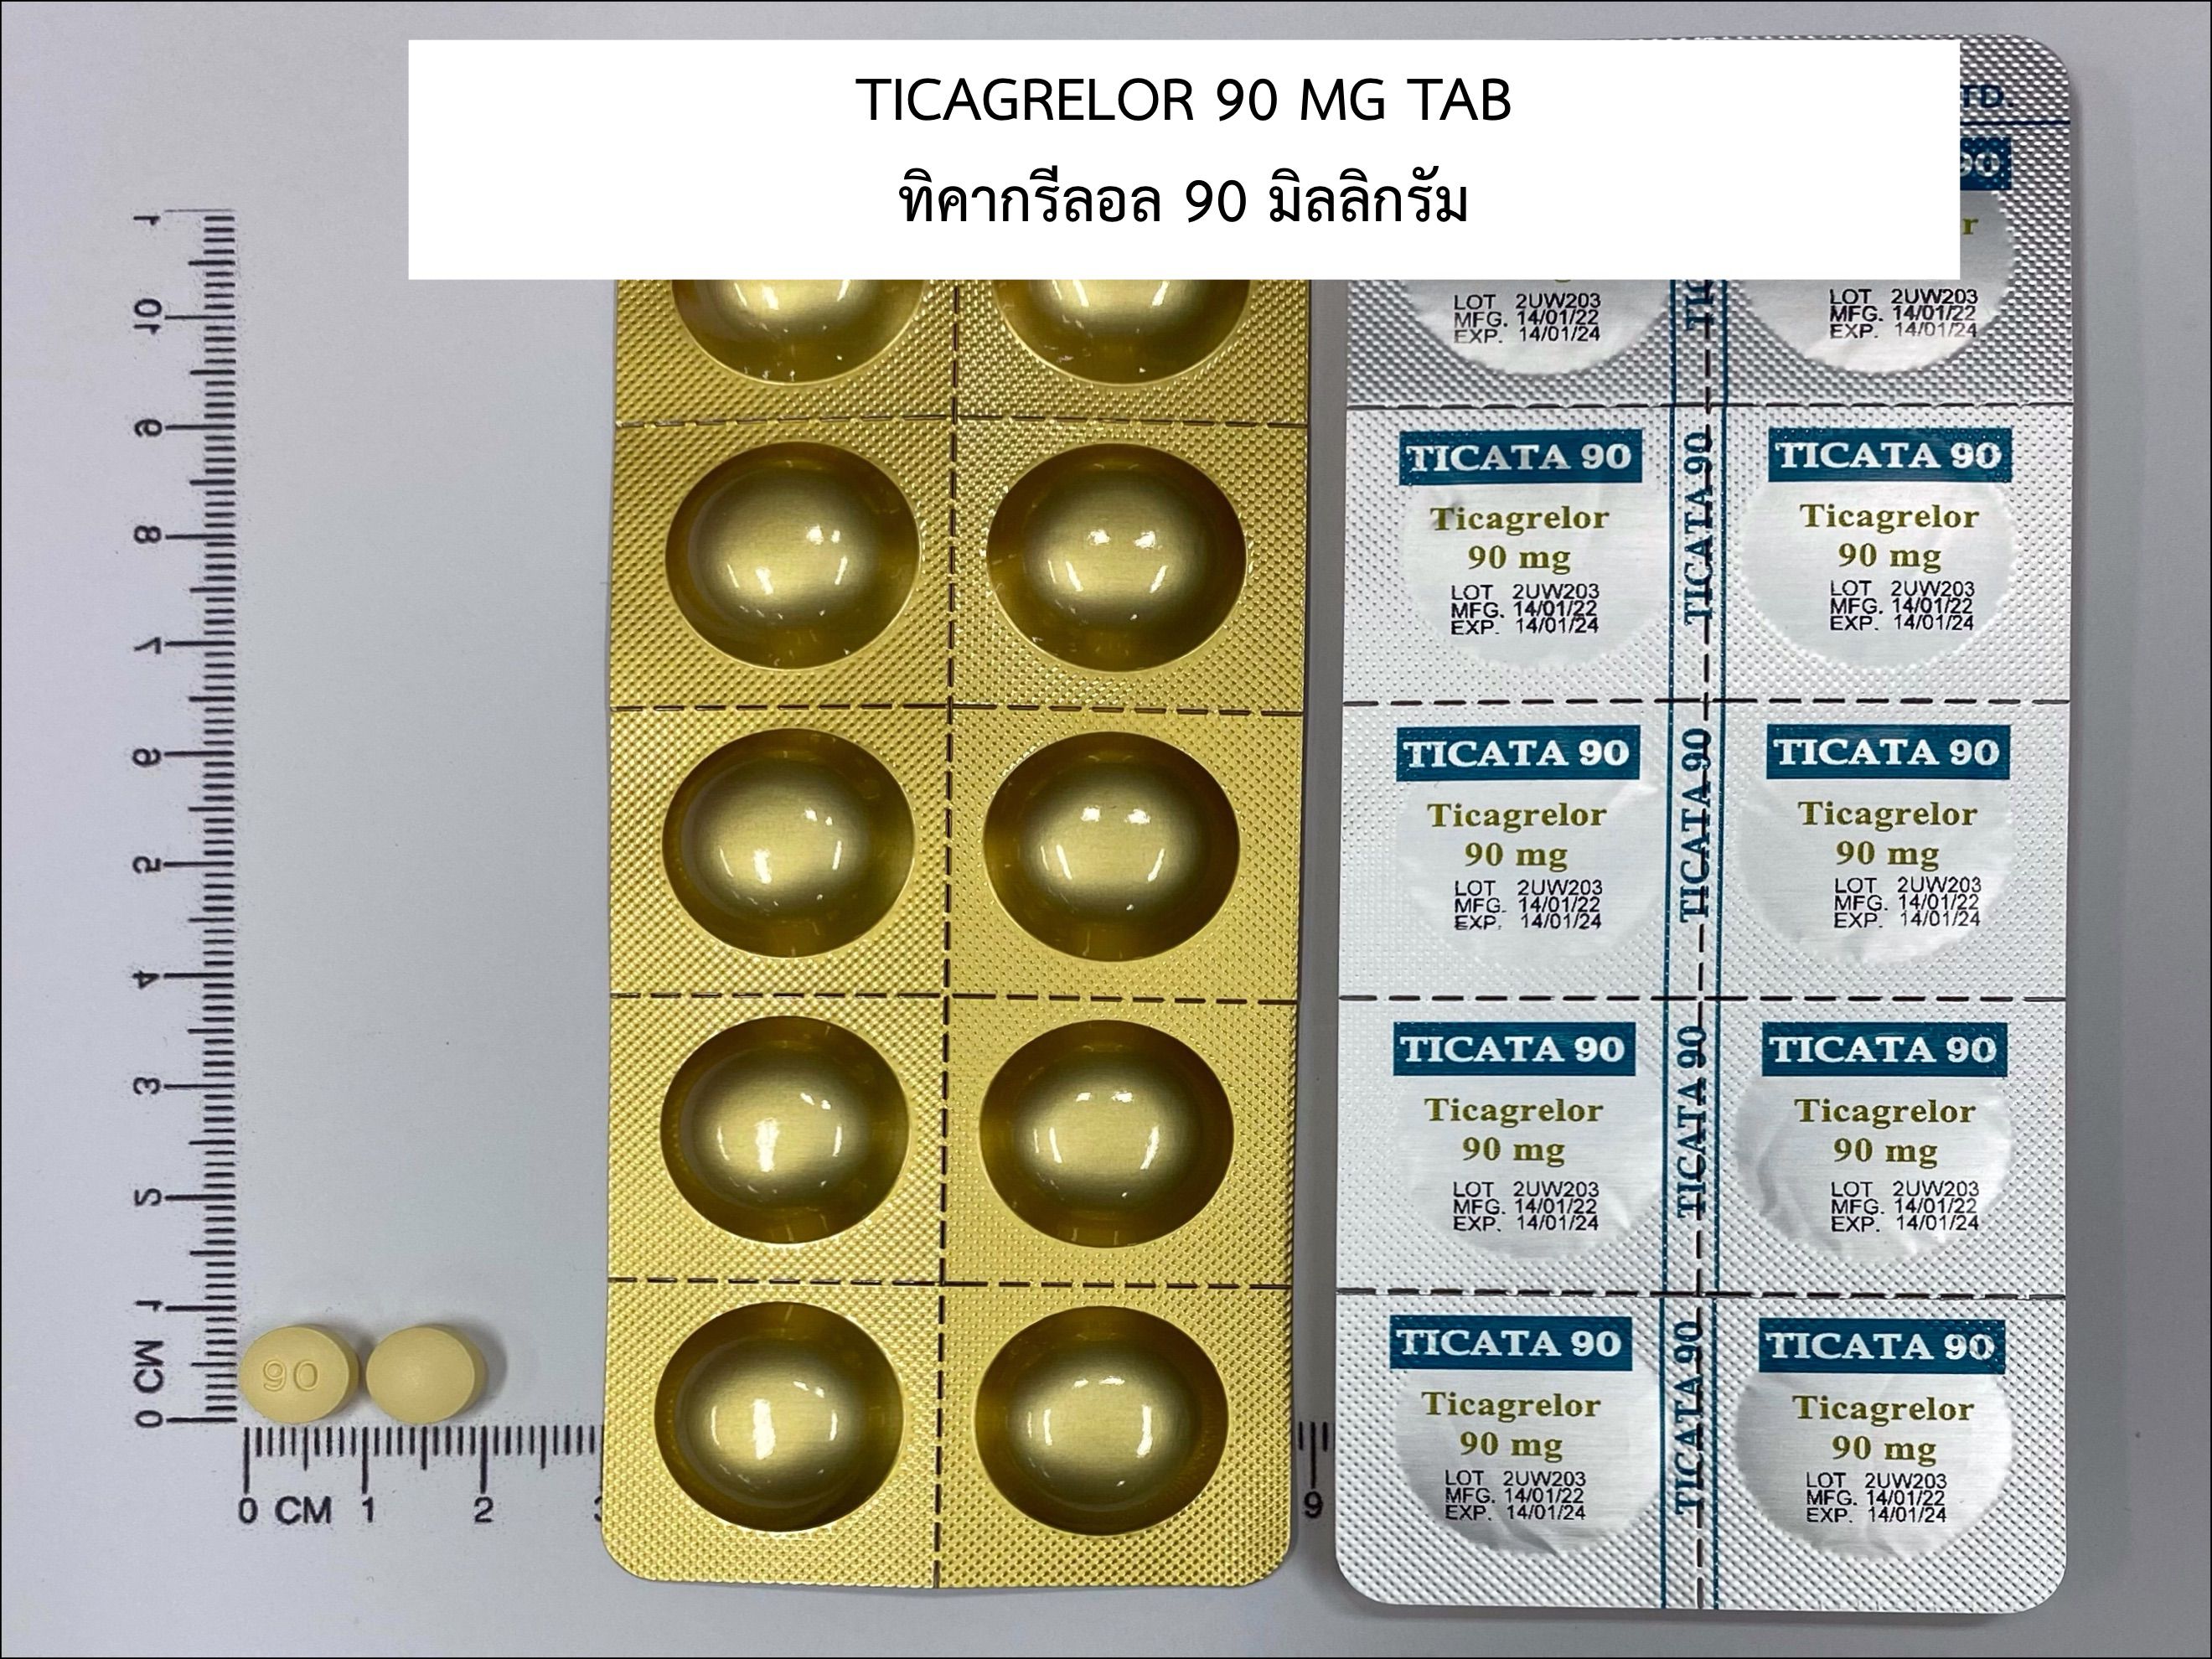 TICAGRELOR 90 MG TAB
ทิคากรีลอล 90 มิลลิกรัม
TD.
90
r
LOT 2UW203
MFG. 14/01/22
EXP. 14/01/24
LOT 2UW203
MFG. 14/01/22
EXP. 14/01/24
TICATA 90
Ticagrelor
90 mg
LOT 2UW203
MFG. 14/01/22
EXP. 14/01/24
TICATA 90
Ticagrelor
90 mg
LOT 2UW203
MFG. 14/01/22
EXP. 14/01/24
TICATA 90
TICATA 90
Ticagrelor
90 mg
LOT 2UW203
MFG. 14/01/22
EXP. 14/01/24
TICATA 90
Ticagrelor
90 mg
LOT 2UW203
MFG. 14/01/22
EXP. 14/01/24
TICATA 90
TICATA 90
Ticagrelor
90 mg
LOT 2UW203
MFG. 14/01/22
EXP. 14/01/24
TICATA 90
Ticagrelor
90 mg
LOT 2UW203
MFG. 14/01/22
EXP. 14/01/24
TICATA 90
TICATA 90
Ticagrelor
90 mg
LOT 2UW203
MFG. 14/01/22
EXP. 14/01/24
TICATA 90
Ticagrelor
90 mg
LOT 2UW203
MFG. 14/01/22
EXP. 14/01/24
TICATA 90
1
10
9
8
7
6
5
4
3
2
1
0 CM
90
0 CM 1 2 9